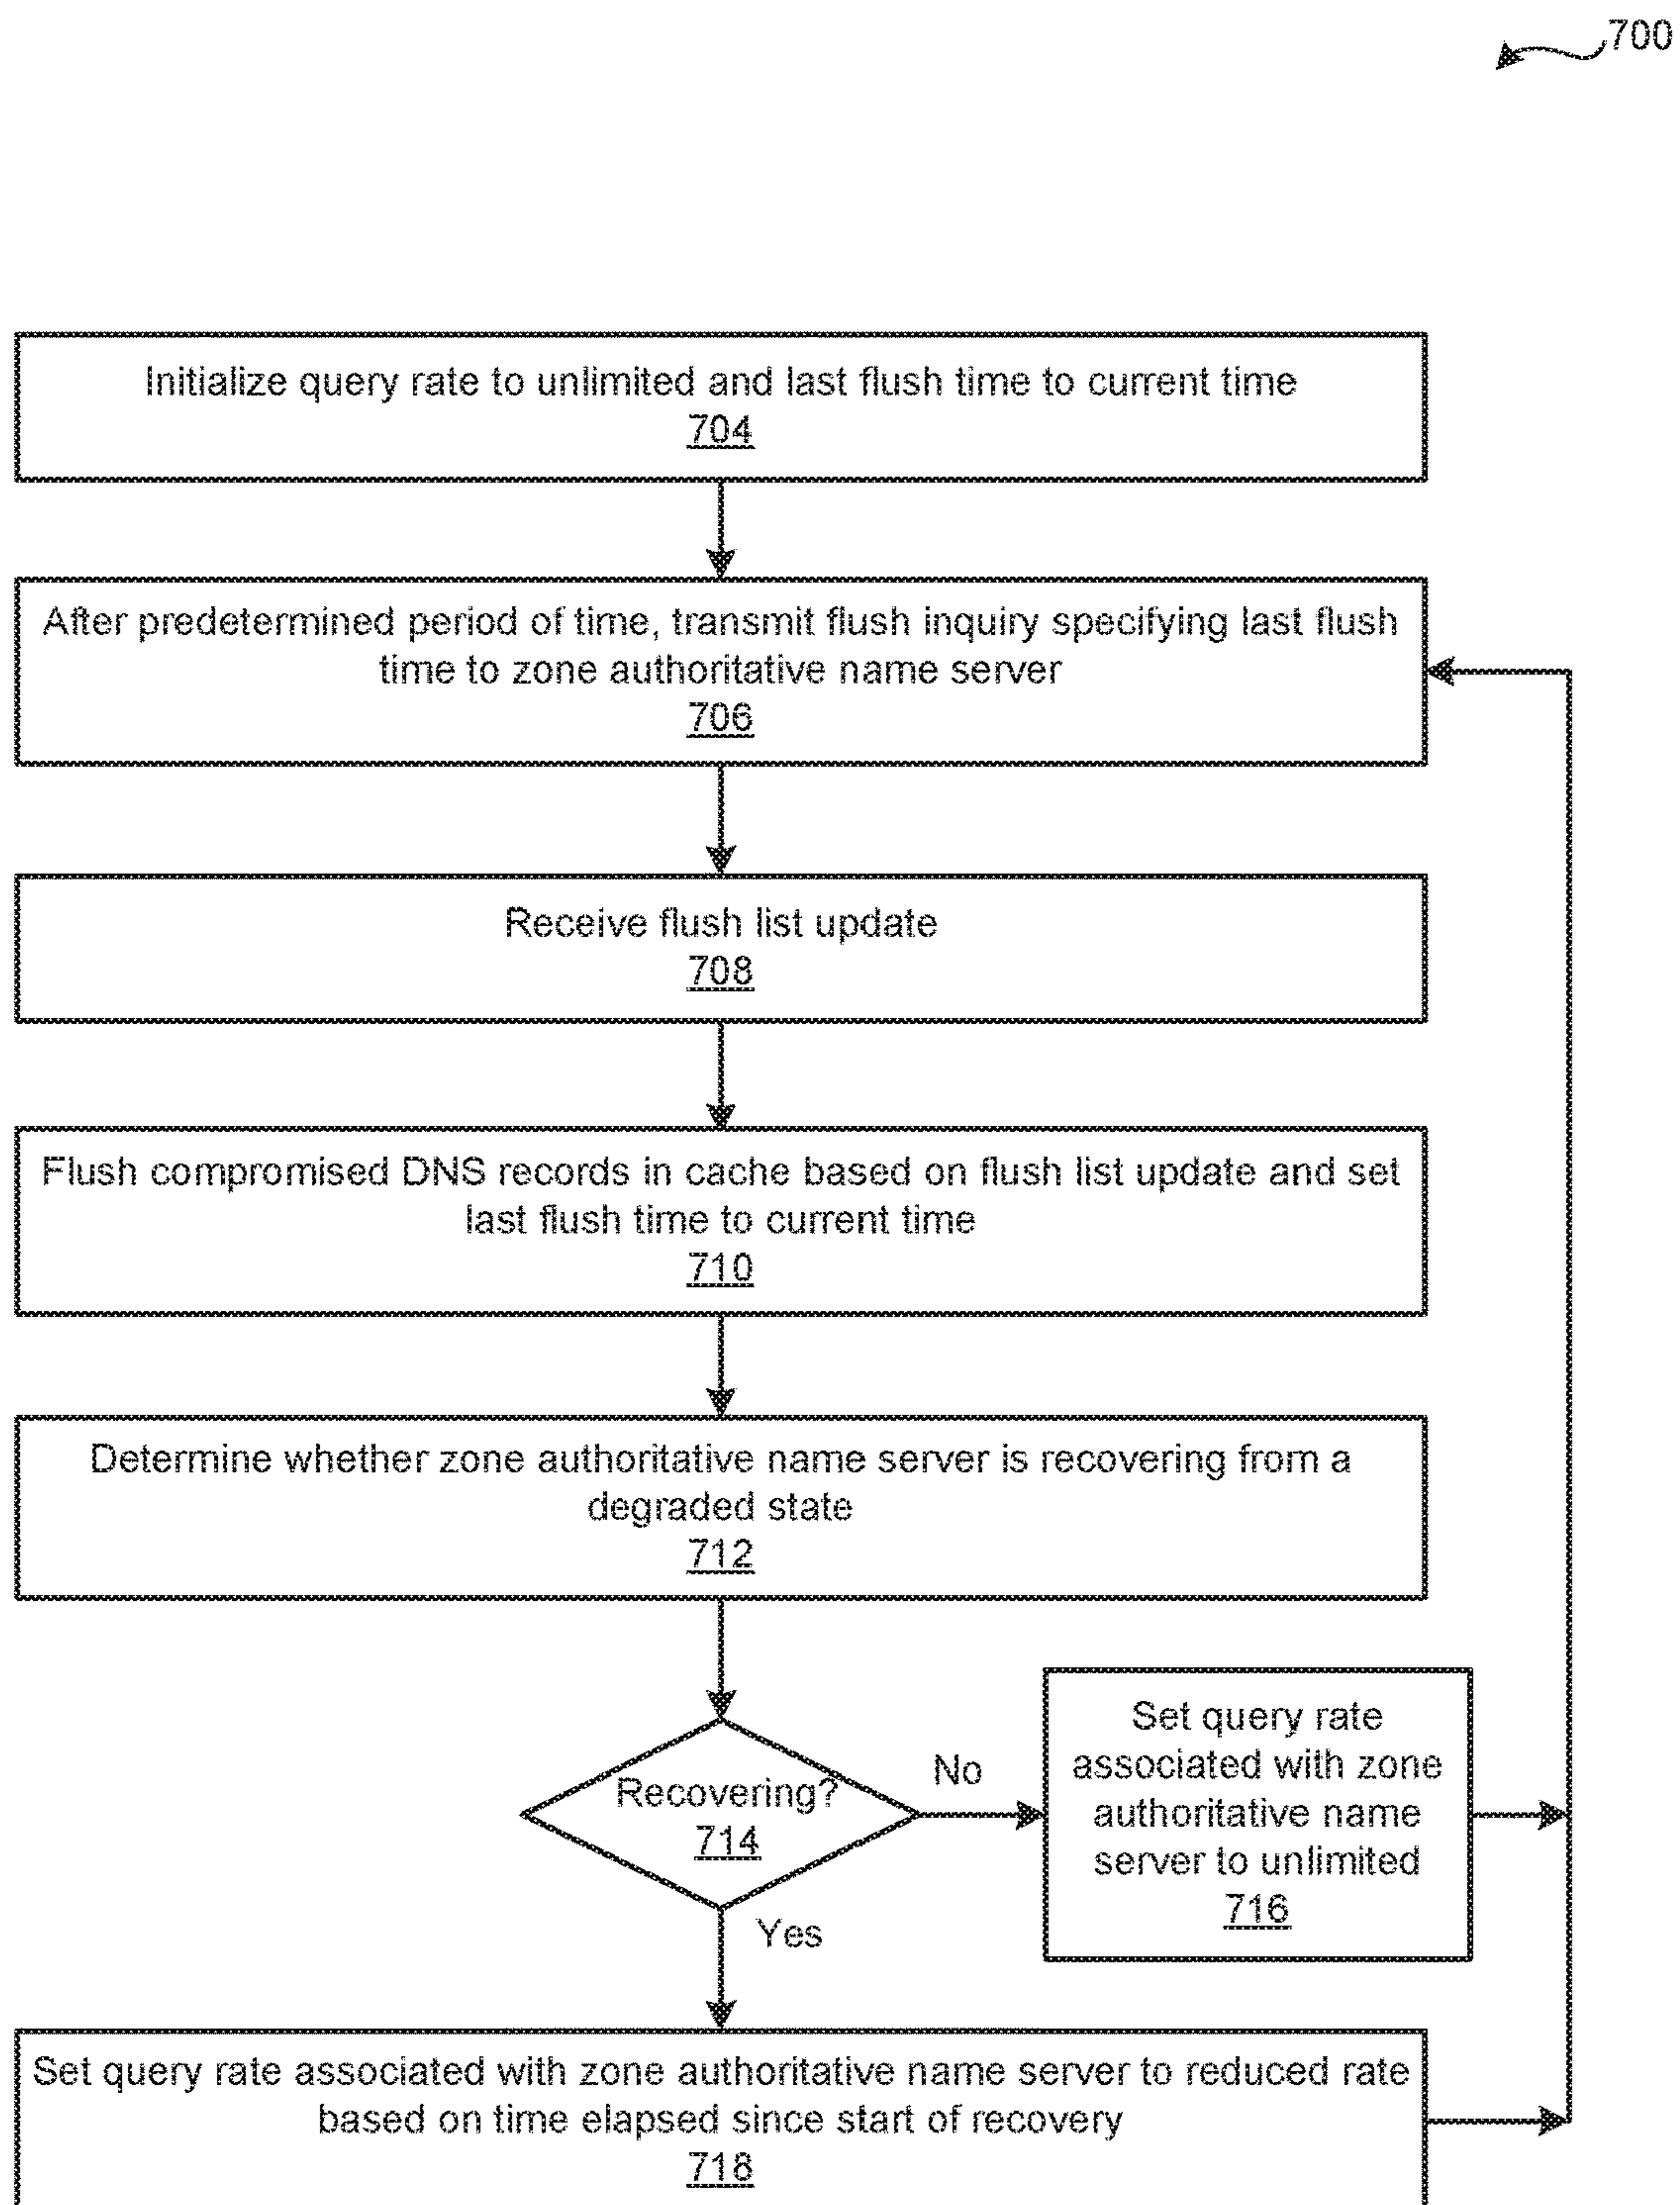 700
Initialize query rate to unlimited and last flush time to current time
704
After predetermined period of time, transmit flush inquiry specifying last flush
time to zone authoritative name server
706
Receive flush list update
708
Flush compromised DNS records in cache based on flush list update and set
last flush time to current time
710
Determine whether zone authoritative name server is recovering from a
degraded state
712
Recovering?
714
No
Set query rate
associated with zone
authoritative name
server to unlimited
716
Yes
Set query rate associated with zone authoritative name server to reduced rate
based on time elapsed since start of recovery
718